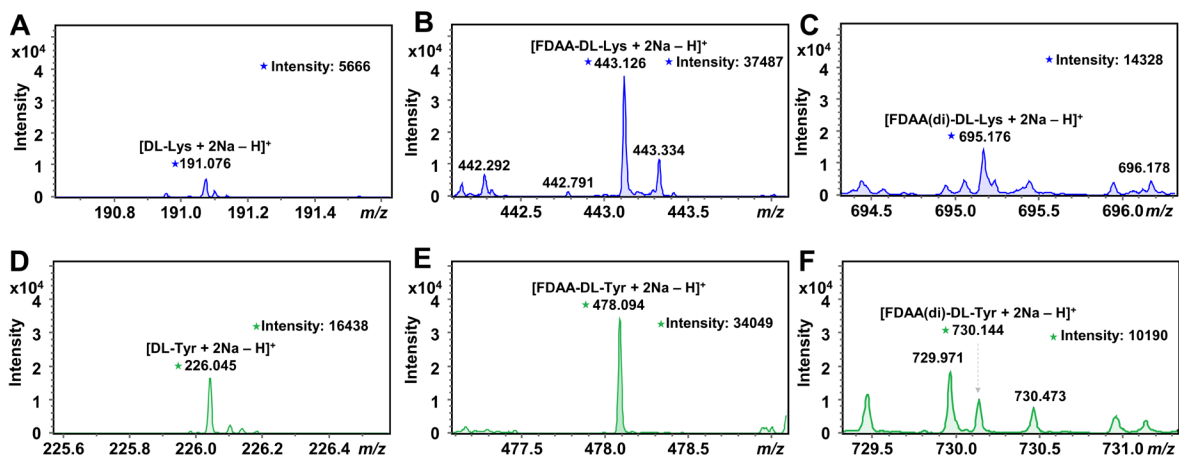 A
x10⁴
Intensity
4
3
2
1
0
★ Intensity: 5666
[DL-Lys + 2Na – H]⁺
★191.076
190.8 191.0 191.2 191.4 m/z
B
x10⁴
Intensity
4
3
2
1
0
[FDAA-DL-Lys + 2Na – H]⁺
★ 443.126 ★ Intensity: 37487
442.292
442.791
443.334
442.5 443.0 443.5 m/z
C
x10⁴
Intensity
4
3
2
1
0
★ Intensity: 14328
[FDAA(di)-DL-Lys + 2Na – H]⁺
★ 695.176
696.178
694.5 695.0 695.5 696.0 m/z
D
x10⁴
Intensity
4
3
2
1
0
★ Intensity: 16438
[DL-Tyr + 2Na – H]⁺
★ 226.045
225.6 225.8 226.0 226.2 226.4 m/z
E
x10⁴
Intensity
4
3
2
1
0
[FDAA-DL-Tyr + 2Na – H]⁺
★ 478.094
★ Intensity: 34049
477.5 478.0 478.5 m/z
F
x10⁴
Intensity
4
3
2
1
0
[FDAA(di)-DL-Tyr + 2Na – H]⁺
★ 730.144
★ Intensity: 10190
729.971
730.473
729.5 730.0 730.5 731.0 m/z